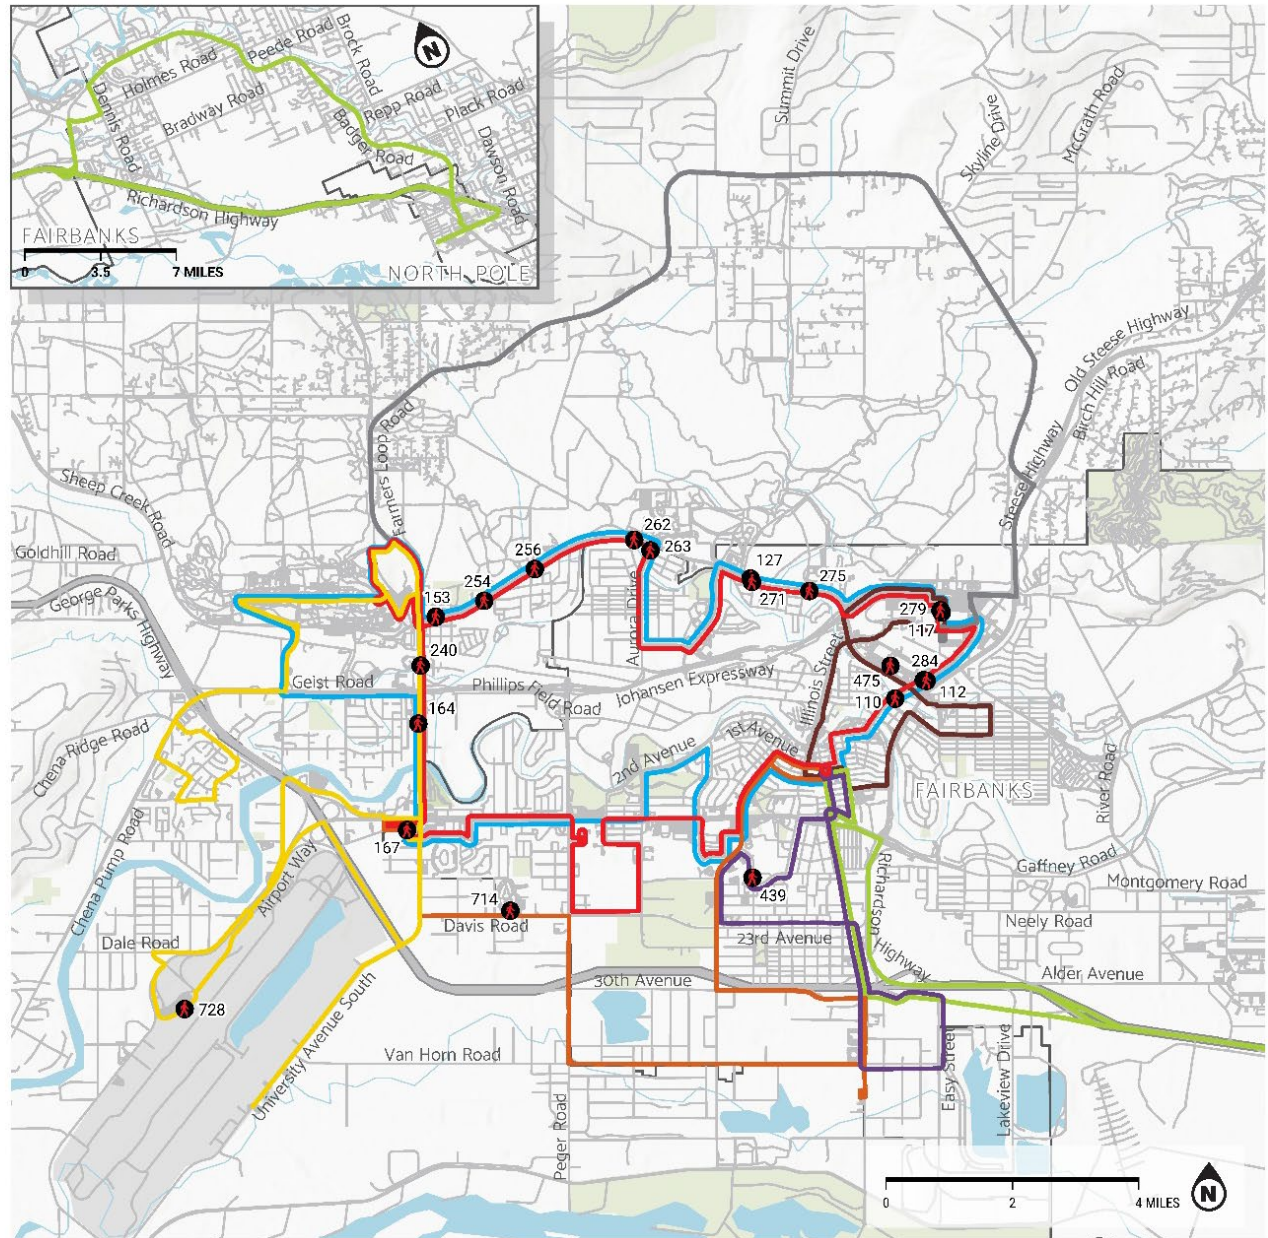 Holmes Road
Peede Road
Brock Road
N
Dennis Road
Bradway Road
Repp Road
Plack Road
Badger Road
Dawson Road
Richardson Highway
FAIRBANKS
0 3.5 7 MILES
NORTH POLE
Summit Drive
Skyline Drive
McGrath Road
Old Steese Highway
Birch Hill Road
Steese Highway
Farmers Loop Road
Sheep Creek Road
Goldhill Road
George Parks Highway
262
263
256
254
153
127
271
275
279
117
240
Aurora Drive
284
475
112
110
Geist Road
Phillips Field Road
Johansen Expressway
Illinois Street
164
Chena Ridge Road
2nd Avenue
1st Avenue
FAIRBANKS
River Road
167
Chena Pump Road
Airport Way
Gaffney Road
Montgomery Road
Richardson Highway
439
714
Davis Road
Neely Road
23rd Avenue
Dale Road
30th Avenue
Alder Avenue
728
University Avenue South
Van Horn Road
Peger Road
Easy Street
Lakeview Drive
0 2 4 MILES
N